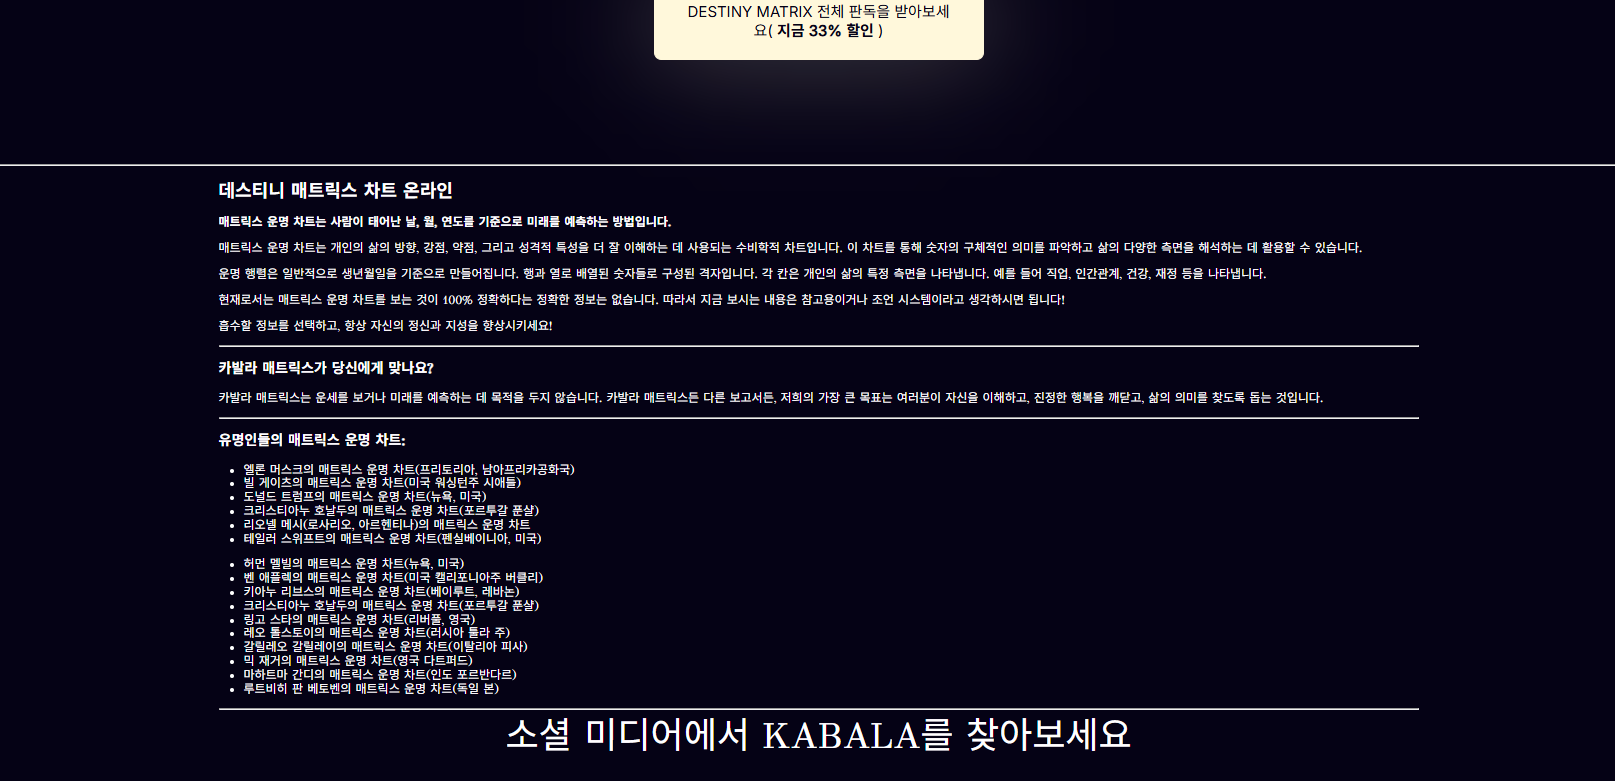 DESTINY MATRIX 전체 판독을 받아보세
요( 지금 33% 할인 )
데스티니 매트릭스 차트 온라인
매트릭스 운명 차트는 사람이 태어난 날, 월, 연도를 기준으로 미래를 예측하는 방법입니다.
매트릭스 운명 차트는 개인의 삶의 방향, 강점, 약점, 그리고 성격적 특성을 더 잘 이해하는 데 사용되는 수비학적 차트입니다. 이 차트를 통해 숫자의 구체적인 의미를 파악하고 삶의 다양한 측면을 해석하는 데 활용할 수 있습니다.
운명 행렬은 일반적으로 생년월일을 기준으로 만들어집니다. 행과 열로 배열된 숫자들로 구성된 격자입니다. 각 칸은 개인의 삶의 특정 측면을 나타냅니다. 예를 들어 직업, 인간관계, 건강, 재정 등을 나타냅니다.
현재로서는 매트릭스 운명 차트를 보는 것이 100% 정확하다는 정확한 정보는 없습니다. 따라서 지금 보시는 내용은 참고용이거나 조언 시스템이라고 생각하시면 됩니다!
흡수할 정보를 선택하고, 항상 자신의 정신과 지성을 향상시키세요!
카발라 매트릭스가 당신에게 맞나요?
카발라 매트릭스는 운세를 보거나 미래를 예측하는 데 목적을 두지 않습니다. 카발라 매트릭스든 다른 보고서든, 저희의 가장 큰 목표는 여러분이 자신을 이해하고, 진정한 행복을 깨닫고, 삶의 의미를 찾도록 돕는 것입니다.
유명인들의 매트릭스 운명 차트:
엘론 머스크의 매트릭스 운명 차트(프리토리아, 남아프리카공화국)
빌 게이츠의 매트릭스 운명 차트(미국 워싱턴주 시애틀)
도널드 트럼프의 매트릭스 운명 차트(뉴욕, 미국)
크리스티아누 호날두의 매트릭스 운명 차트(포르투갈 푼샬)
리오넬 메시(로사리오, 아르헨티나)의 매트릭스 운명 차트
테일러 스위프트의 매트릭스 운명 차트(펜실베이니아, 미국)
허먼 멜빌의 매트릭스 운명 차트(뉴욕, 미국)
벤 애플렉의 매트릭스 운명 차트(미국 캘리포니아주 버클리)
키아누 리브스의 매트릭스 운명 차트(베이루트, 레바논)
크리스티아누 호날두의 매트릭스 운명 차트(포르투갈 푼샬)
링고 스타의 매트릭스 운명 차트(리버풀, 영국)
레오 톨스토이의 매트릭스 운명 차트(러시아 툴라 주)
갈릴레오 갈릴레이의 매트릭스 운명 차트(이탈리아 피사)
믹 재거의 매트릭스 운명 차트(영국 다트퍼드)
마하트마 간디의 매트릭스 운명 차트(인도 포르반다르)
루트비히 판 베토벤의 매트릭스 운명 차트(독일 본)
소셜 미디어에서 KABALA를 찾아보세요